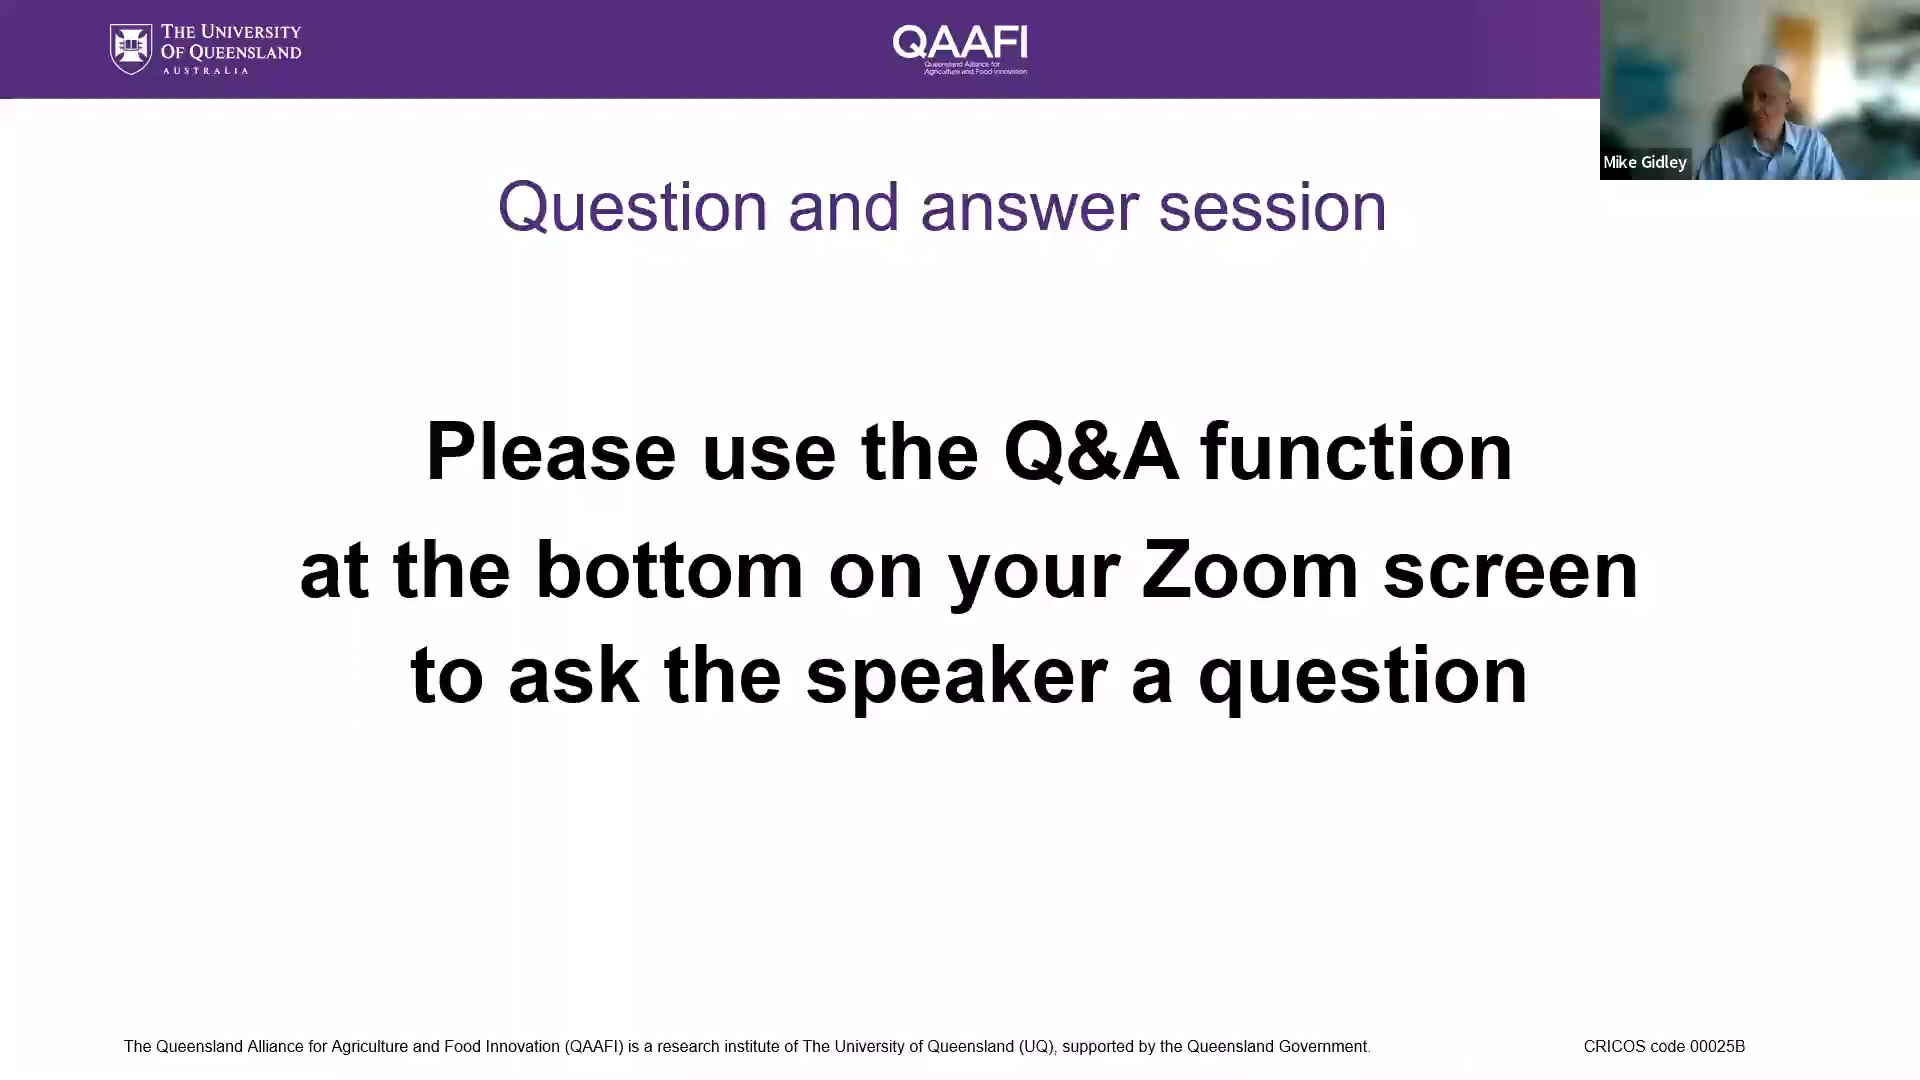 THE UNIVERSITY
OF QUEENSLAND
AUSTRALIA
QAAFI
Queensland Alliance for
Agriculture and Food Innovation
Mike Gidley
Question and answer session
Please use the Q&A function
at the bottom on your Zoom screen
to ask the speaker a question
The Queensland Alliance for Agriculture and Food Innovation (QAAFI) is a research institute of The University of Queensland (UQ), supported by the Queensland Government.
CRICOS code 00025B